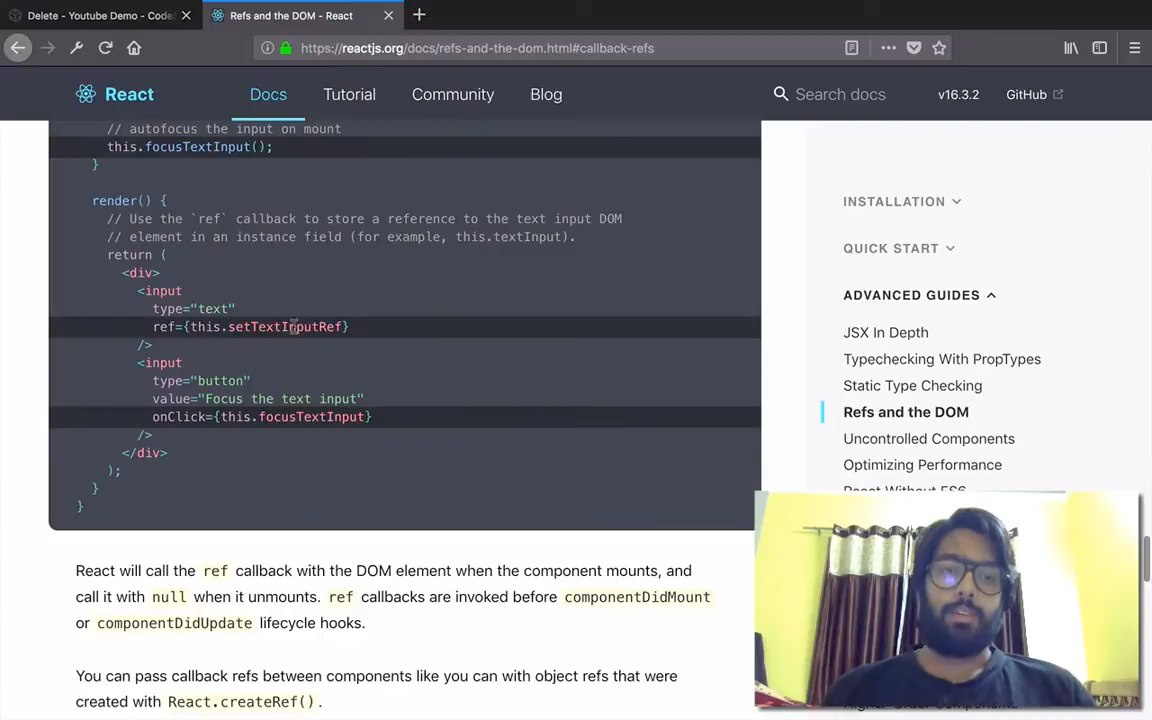 Delete - Youtube Demo - Code
Refs and the DOM - React
https://reactjs.org/docs/refs-and-the-dom.html#callback-refs
React
Docs
Tutorial
Community
Blog
Search docs
v16.3.2
GitHub
// autofocus the input on mount
this.focusTextInput();
}
render() {
// Use the `ref` callback to store a reference to the text input DOM
// element in an instance field (for example, this.textInput).
return (
<div>
<input
type="text"
ref={this.setTextInputRef}
/>
<input
type="button"
value="Focus the text input"
onClick={this.focusTextInput}
/>
</div>
);
}
}
React will call the ref callback with the DOM element when the component mounts, and
call it with null when it unmounts. ref callbacks are invoked before componentDidMount
or componentDidUpdate lifecycle hooks.
You can pass callback refs between components like you can with object refs that were
created with React.createRef().
INSTALLATION
QUICK START
ADVANCED GUIDES
JSX In Depth
Typechecking With PropTypes
Static Type Checking
Refs and the DOM
Uncontrolled Components
Optimizing Performance
React Without ES6